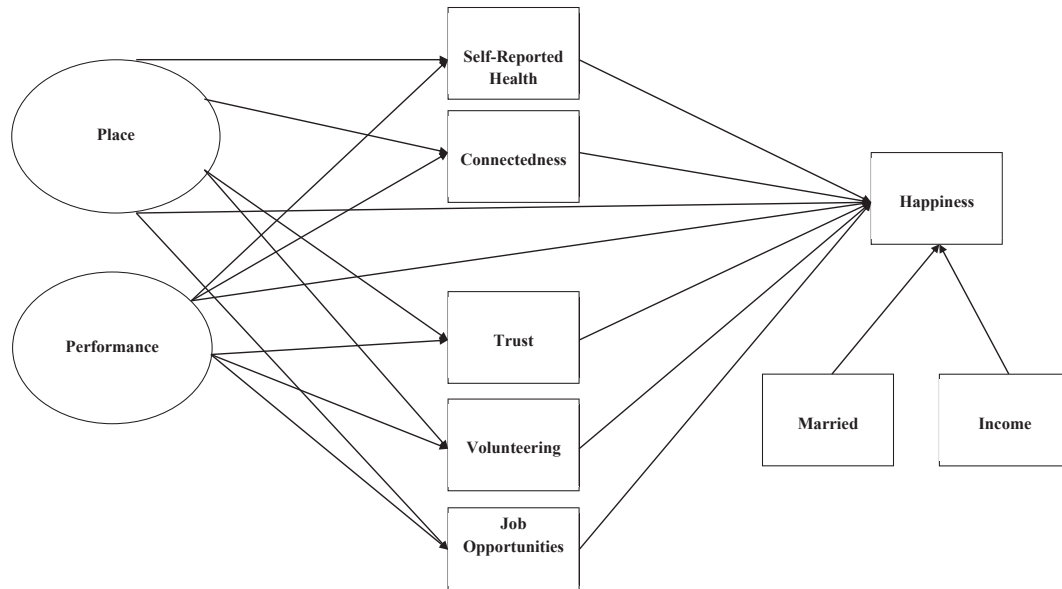 Self-Reported
Health
Place
Connectedness
Happiness
Performance
Trust
Married
Income
Volunteering
Job
Opportunities